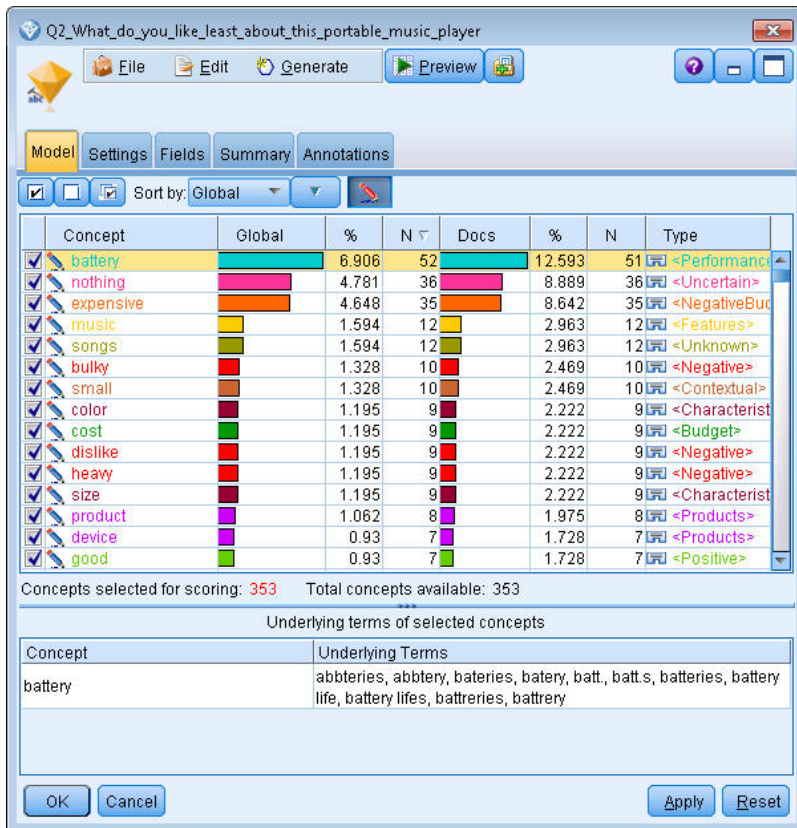 Q2_What_do_you_like_least_about_this_portable_music_player
File Edit Generate Preview
abc
Model Settings Fields Summary Annotations
Sort by: Global
Concept Global % N Docs % N Type
battery 6.906 52 12.593 51 <Performance
nothing 4.781 36 8.889 36 <Uncertain>
expensive 4.648 35 8.642 35 <NegativeBud
music 1.594 12 2.963 12 <Features>
songs 1.594 12 2.963 12 <Unknown>
bulky 1.328 10 2.469 10 <Negative>
small 1.328 10 2.469 10 <Contextual>
color 1.195 9 2.222 9 <Characterist
cost 1.195 9 2.222 9 <Budget>
dislike 1.195 9 2.222 9 <Negative>
heavy 1.195 9 2.222 9 <Negative>
size 1.195 9 2.222 9 <Characterist
product 1.062 8 1.975 8 <Products>
device 0.93 7 1.728 7 <Products>
good 0.93 7 1.728 7 <Positive>
Concepts selected for scoring: 353 Total concepts available: 353
Underlying terms of selected concepts
Concept Underlying Terms
battery abbteries, abbtery, bateries, batery, batt., batt.s, batteries, battery
life, battery lifes, battreries, battrery
OK Cancel Apply Reset